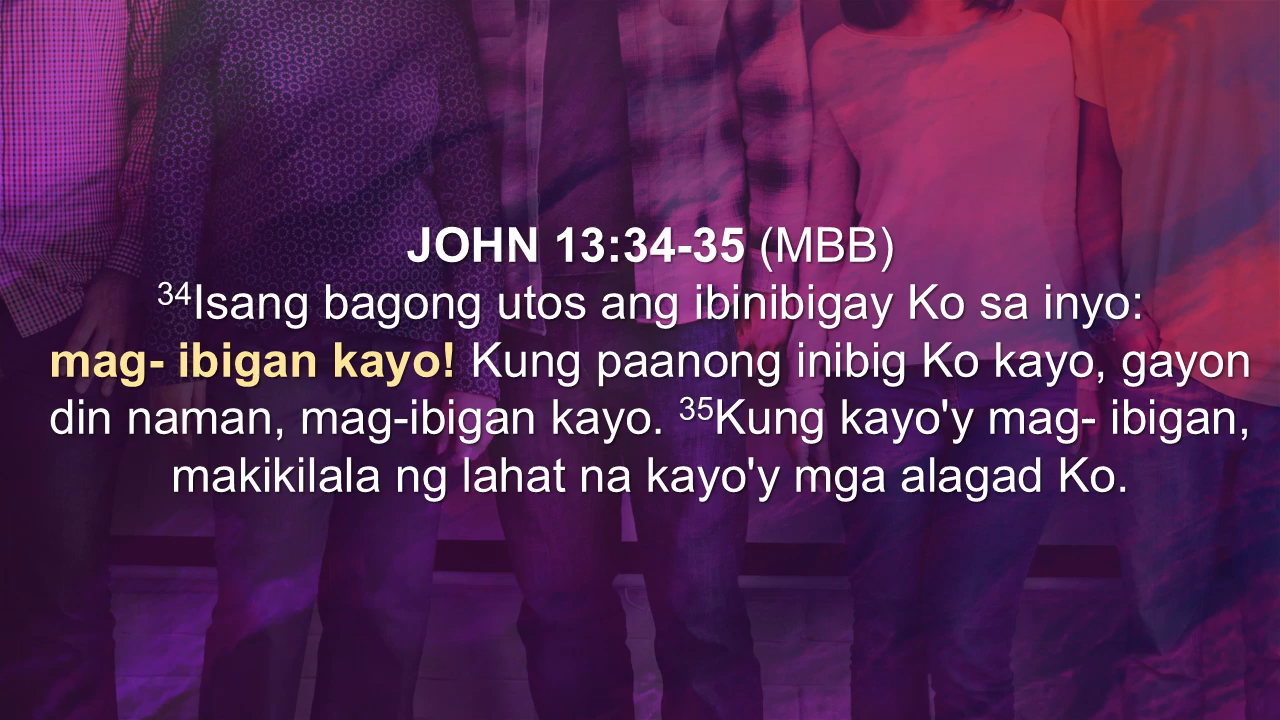 JOHN 13:34-35 (MBB)
³⁴Isang bagong utos ang ibinibigay Ko sa inyo:
mag- ibigan kayo! Kung paanong inibig Ko kayo, gayon
din naman, mag-ibigan kayo. ³⁵Kung kayo'y mag- ibigan,
makikilala ng lahat na kayo'y mga alagad Ko.